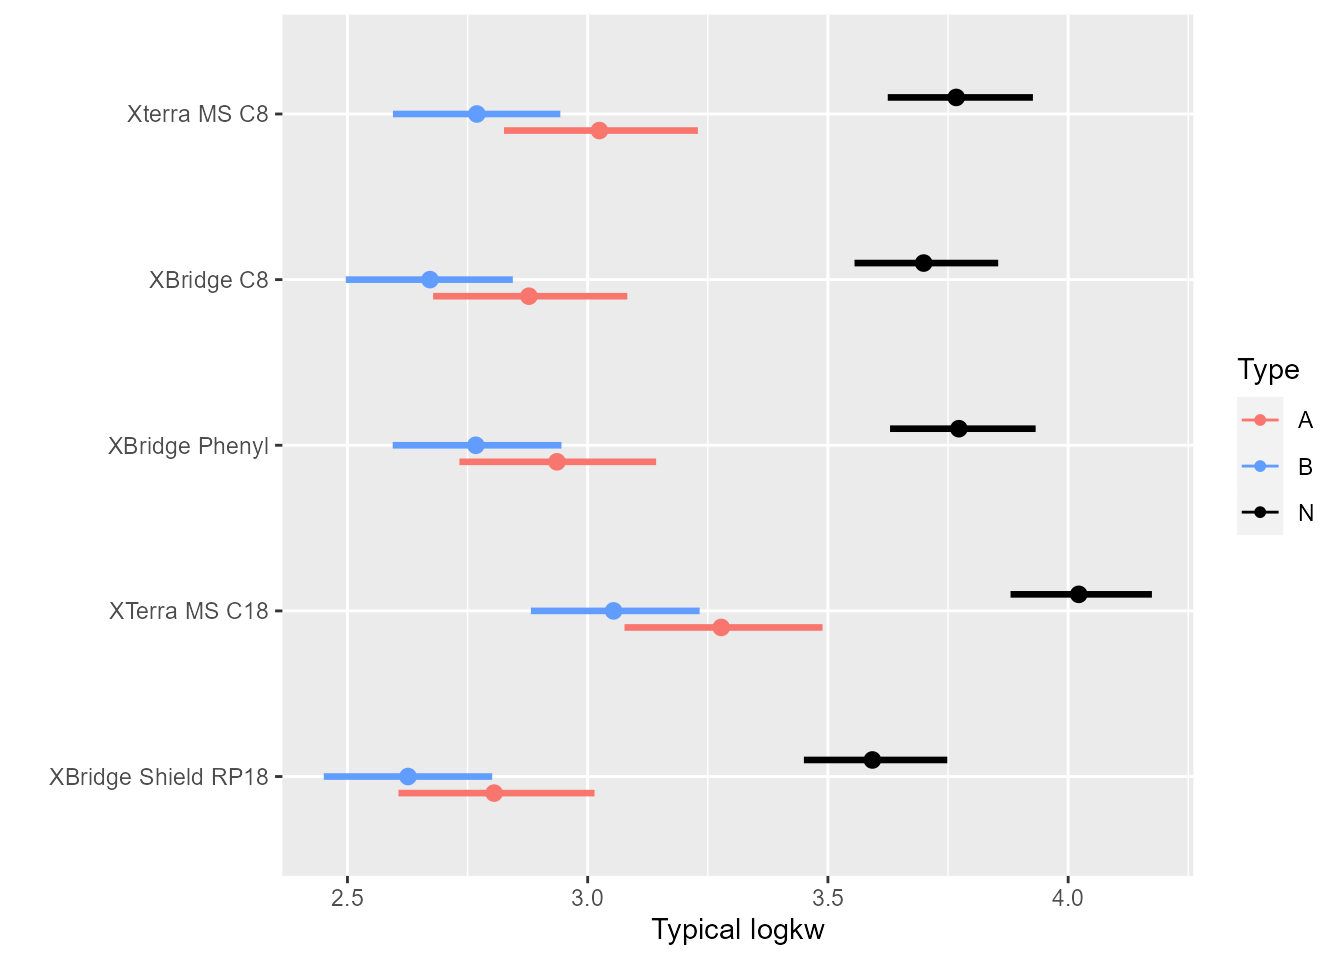 Xterra MS C8
XBridge C8
XBridge Phenyl
XTerra MS C18
XBridge Shield RP18
2.5 3.0 3.5 4.0
Typical logkw
Type
A
B
N